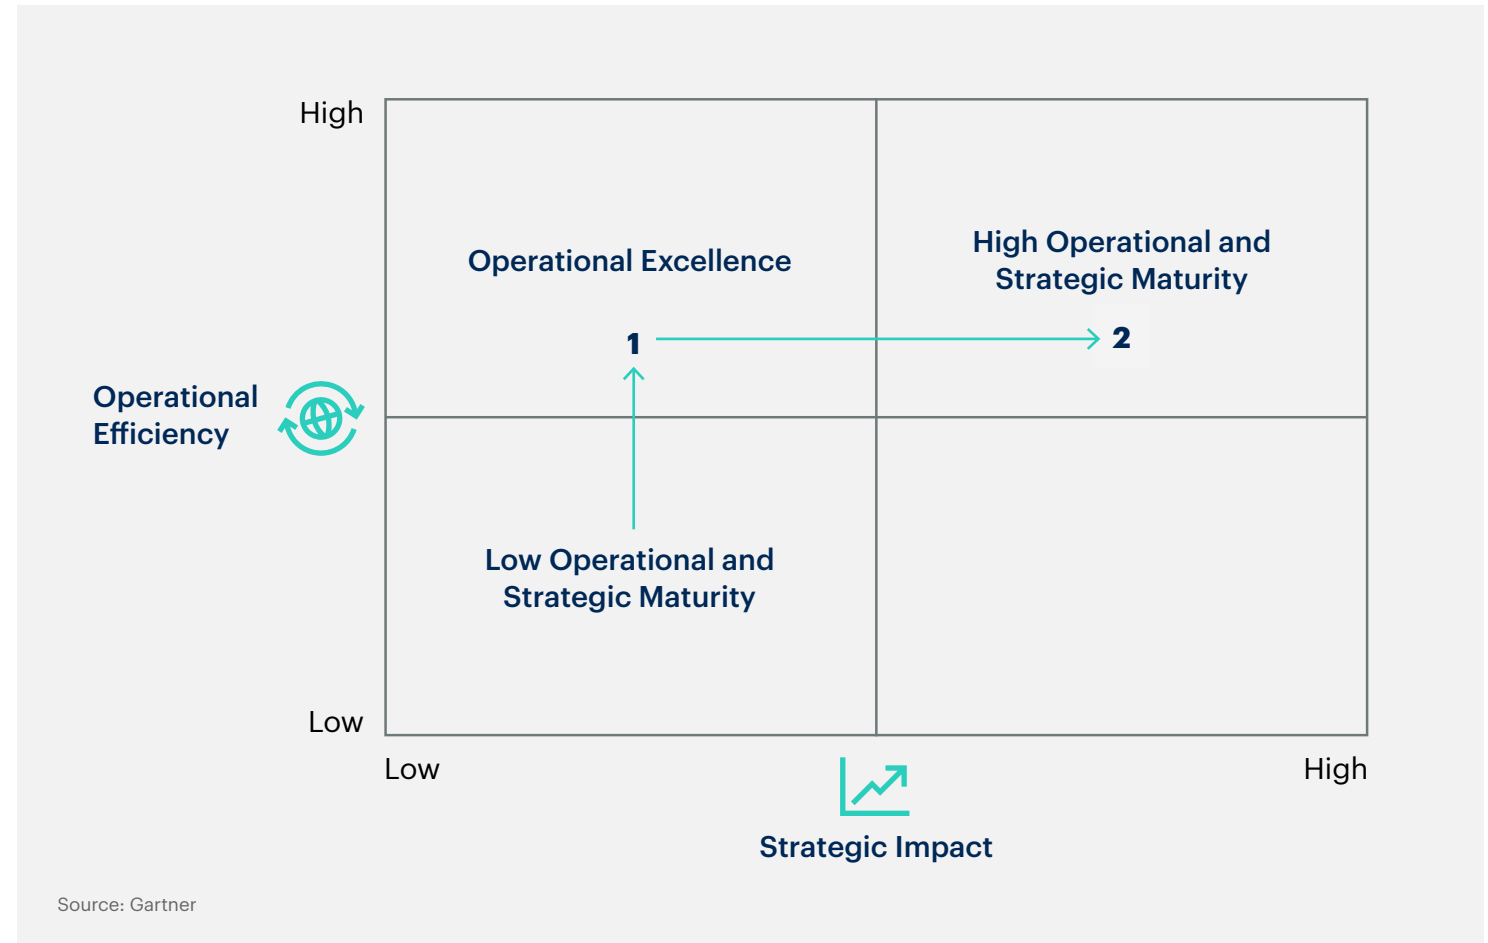 High
Operational Excellence
High Operational and
Strategic Maturity
1
2
Operational
Efficiency
Low Operational and
Strategic Maturity
Low
Low
High
Strategic Impact
Source: Gartner